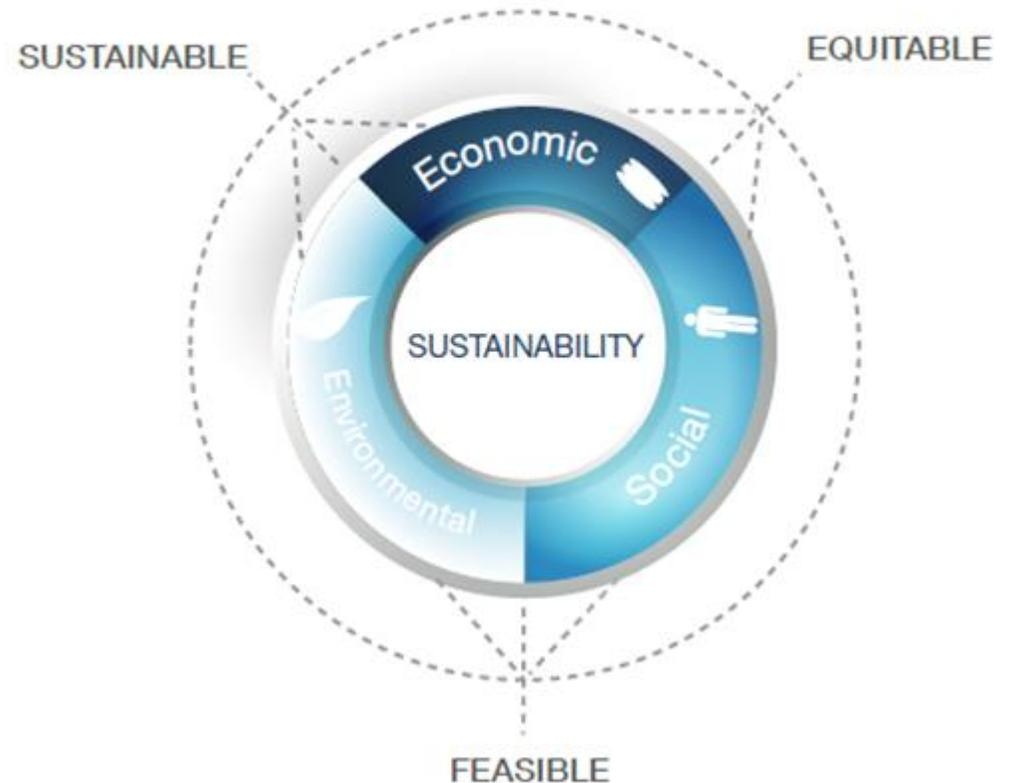 SUSTAINABLE
EQUITABLE
Economic
SUSTAINABILITY
Environmental
Social
FEASIBLE